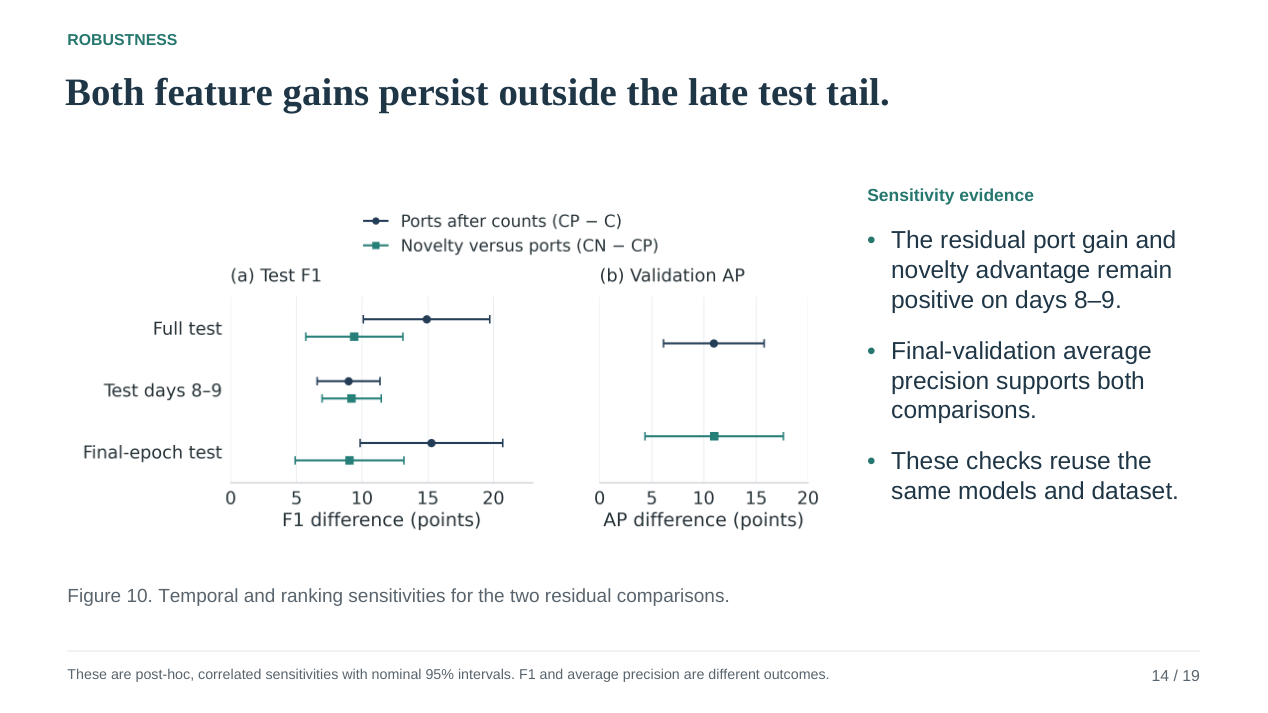 ROBUSTNESS
Both feature gains persist outside the late test tail.
Ports after counts (CP − C)
Novelty versus ports (CN − CP)
(a) Test F1
Full test
Test days 8–9
Final-epoch test
0 5 10 15 20
F1 difference (points)
(b) Validation AP
0 5 10 15 20
AP difference (points)
Sensitivity evidence
• The residual port gain and
novelty advantage remain
positive on days 8–9.
• Final-validation average
precision supports both
comparisons.
• These checks reuse the
same models and dataset.
Figure 10. Temporal and ranking sensitivities for the two residual comparisons.
These are post-hoc, correlated sensitivities with nominal 95% intervals. F1 and average precision are different outcomes.
14 / 19